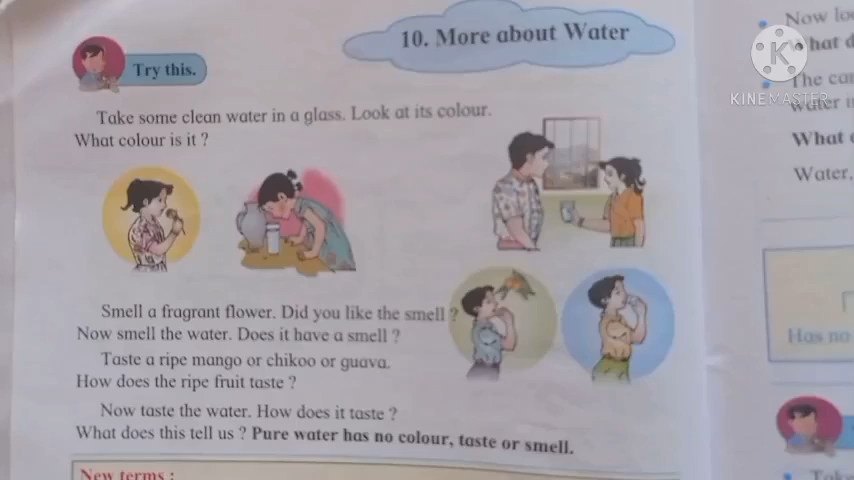 10. More about Water
Try this.
Take some clean water in a glass. Look at its colour.
What colour is it ?
Smell a fragrant flower. Did you like the smell ?
Now smell the water. Does it have a smell ?
Taste a ripe mango or chikoo or guava.
How does the ripe fruit taste ?
Now taste the water. How does it taste ?
What does this tell us ? Pure water has no colour, taste or smell.
New terms :
Now
What
KINEMASTER
The
water
What
Water,
Has no